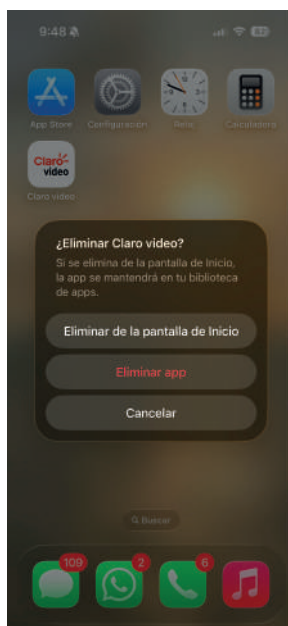 9:48
82
App Store
Configuración
Reloj
Calculadora
Claro-
video
Claro video
¿Eliminar Claro video?
Si se elimina de la pantalla de Inicio,
la app se mantendrá en tu biblioteca
de apps.
Eliminar de la pantalla de Inicio
Eliminar app
Cancelar
Buscar
109
2
6